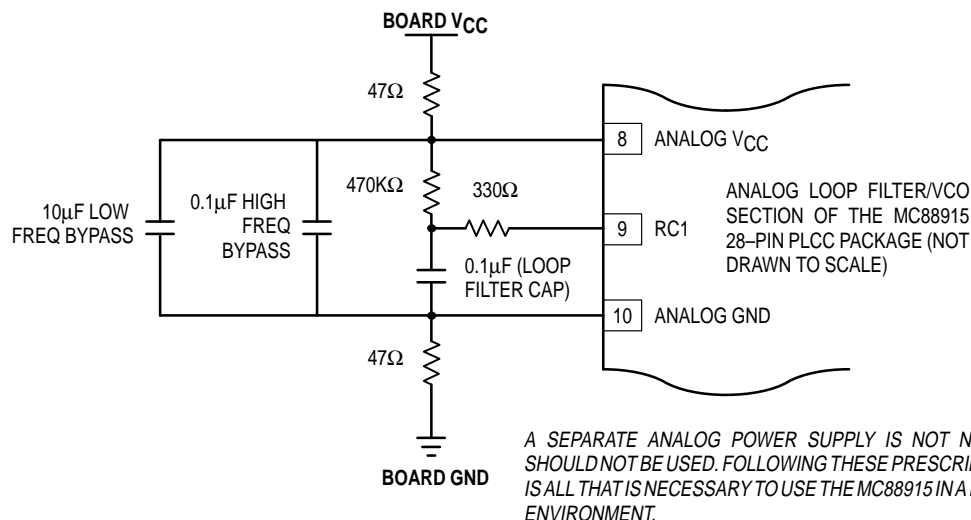 BOARD VCC
47Ω
8 ANALOG VCC
470KΩ
330Ω
10µF LOW
FREQ BYPASS
0.1µF HIGH
FREQ
BYPASS
9 RC1
ANALOG LOOP FILTER/VCO
SECTION OF THE MC88915
28–PIN PLCC PACKAGE (NOT
DRAWN TO SCALE)
0.1µF (LOOP
FILTER CAP)
10 ANALOG GND
47Ω
BOARD GND
A SEPARATE ANALOG POWER SUPPLY IS NOT
SHOULD NOT BE USED. FOLLOWING THESE
IS ALL THAT IS NECESSARY TO USE THE MC88915 IN A
ENVIRONMENT.